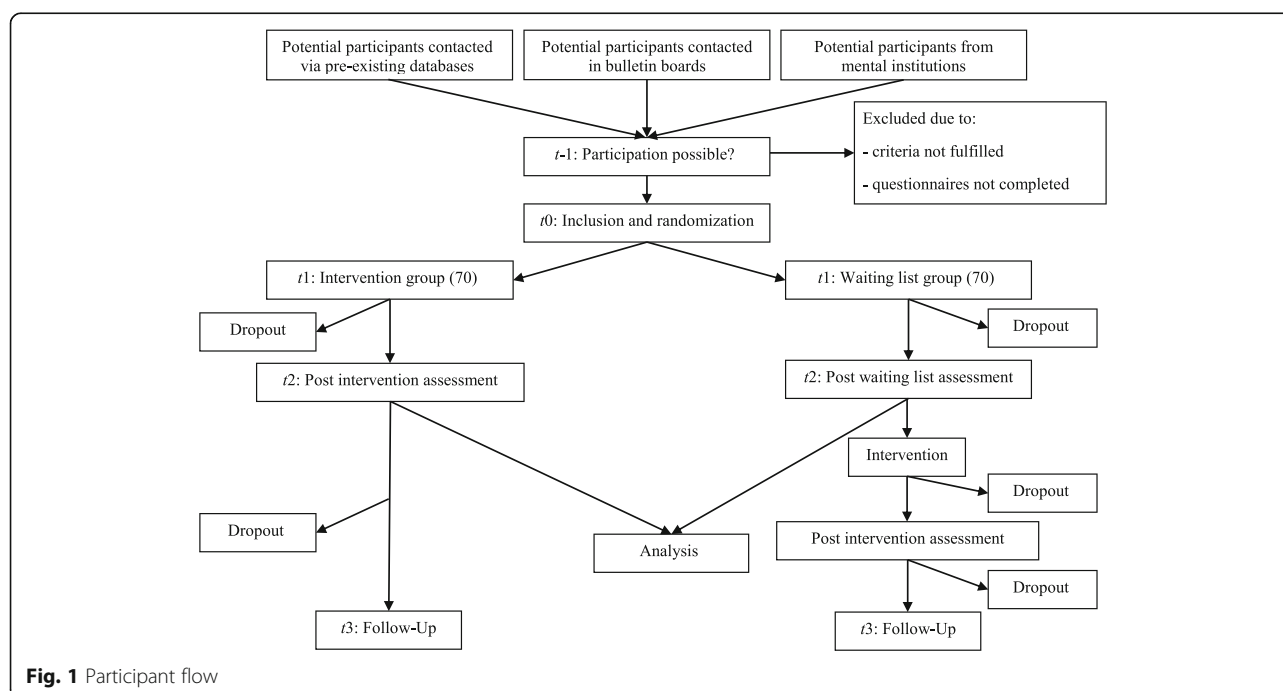 Potential participants contacted
via pre-existing databases
Potential participants contacted
in bulletin boards
Potential participants from
mental institutions
Excluded due to:
- criteria not fulfilled
- questionnaires not completed
t-1: Participation possible?
t0: Inclusion and randomization
t1: Intervention group (70)
t1: Waiting list group (70)
Dropout
Dropout
t2: Post intervention assessment
t2: Post waiting list assessment
Intervention
Dropout
Dropout
Post intervention assessment
Analysis
Dropout
t3: Follow-Up
t3: Follow-Up
Fig. 1 Participant flow